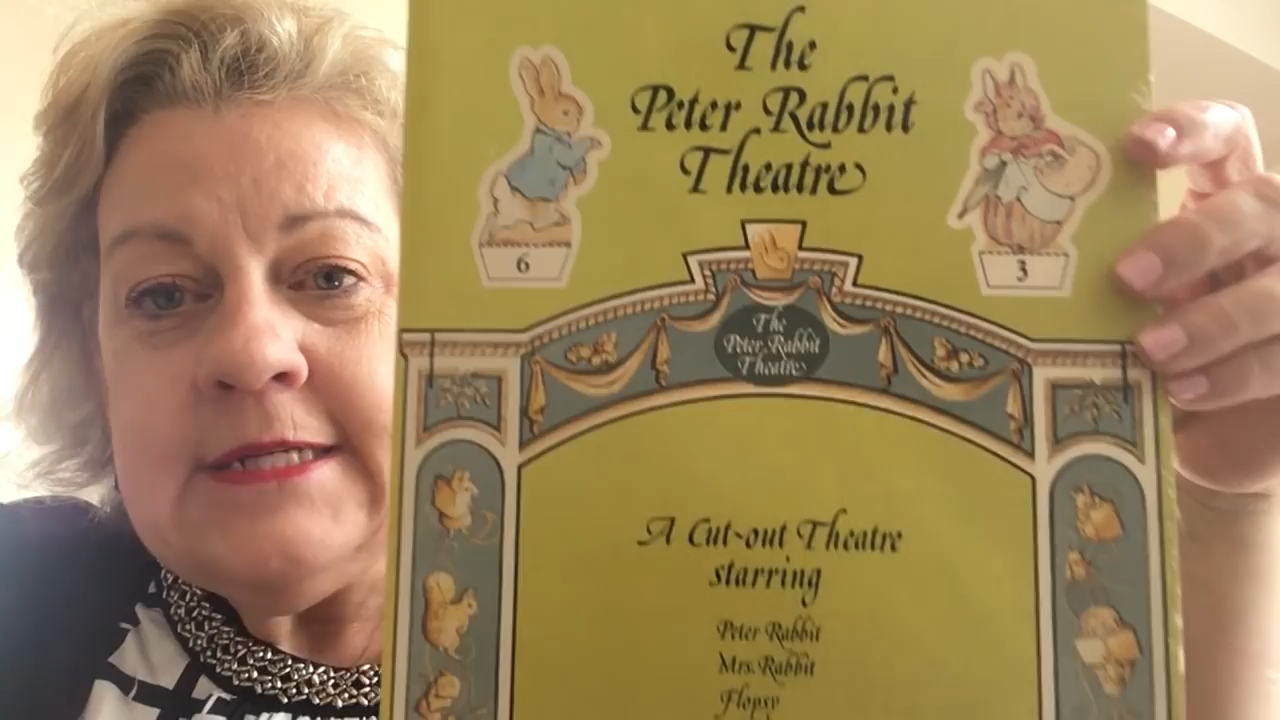 The
Peter Rabbit
Theatre
6
3
The
Peter Rabbit
Theatre
A Cut-out Theatre
starring
Peter Rabbit
Mrs. Rabbit
Flopsy